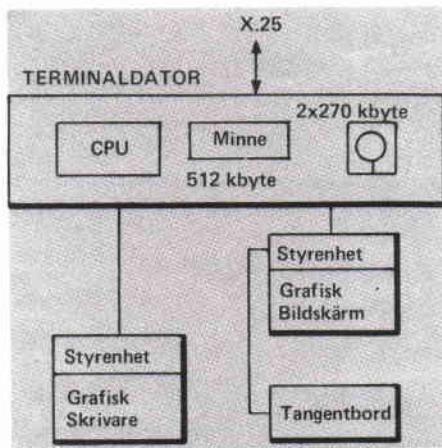 X.25
TERMINALDATOR
2x270 kbyte
CPU
Minne
512 kbyte
Styrenhet
Grafisk
Bildskärm
Styrenhet
Grafisk
Skrivare
Tangentbord